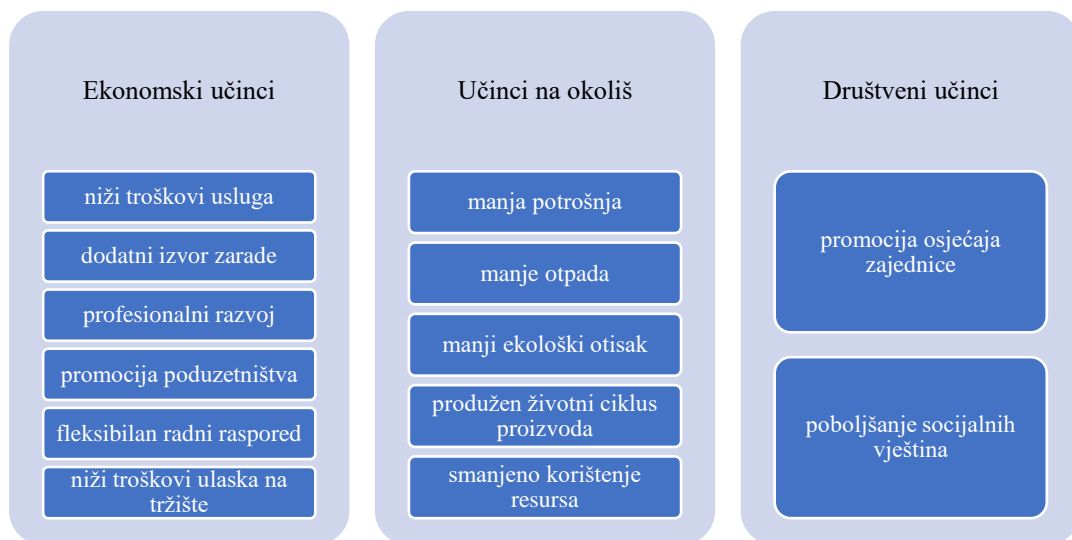 Ekonomski učinci
niži troškovi usluga
dodatni izvor zarade
profesionalni razvoj
promocija poduzetništva
fleksibilan radni raspored
niži troškovi ulaska na
tržište
Učinci na okoliš
manja potrošnja
manje otpada
manji ekološki otisak
produžen životni ciklus
proizvoda
smanjeno korištenje
resursa
Društveni učinci
promocija osjećaja
zajednice
poboljšanje socijalnih
vještina